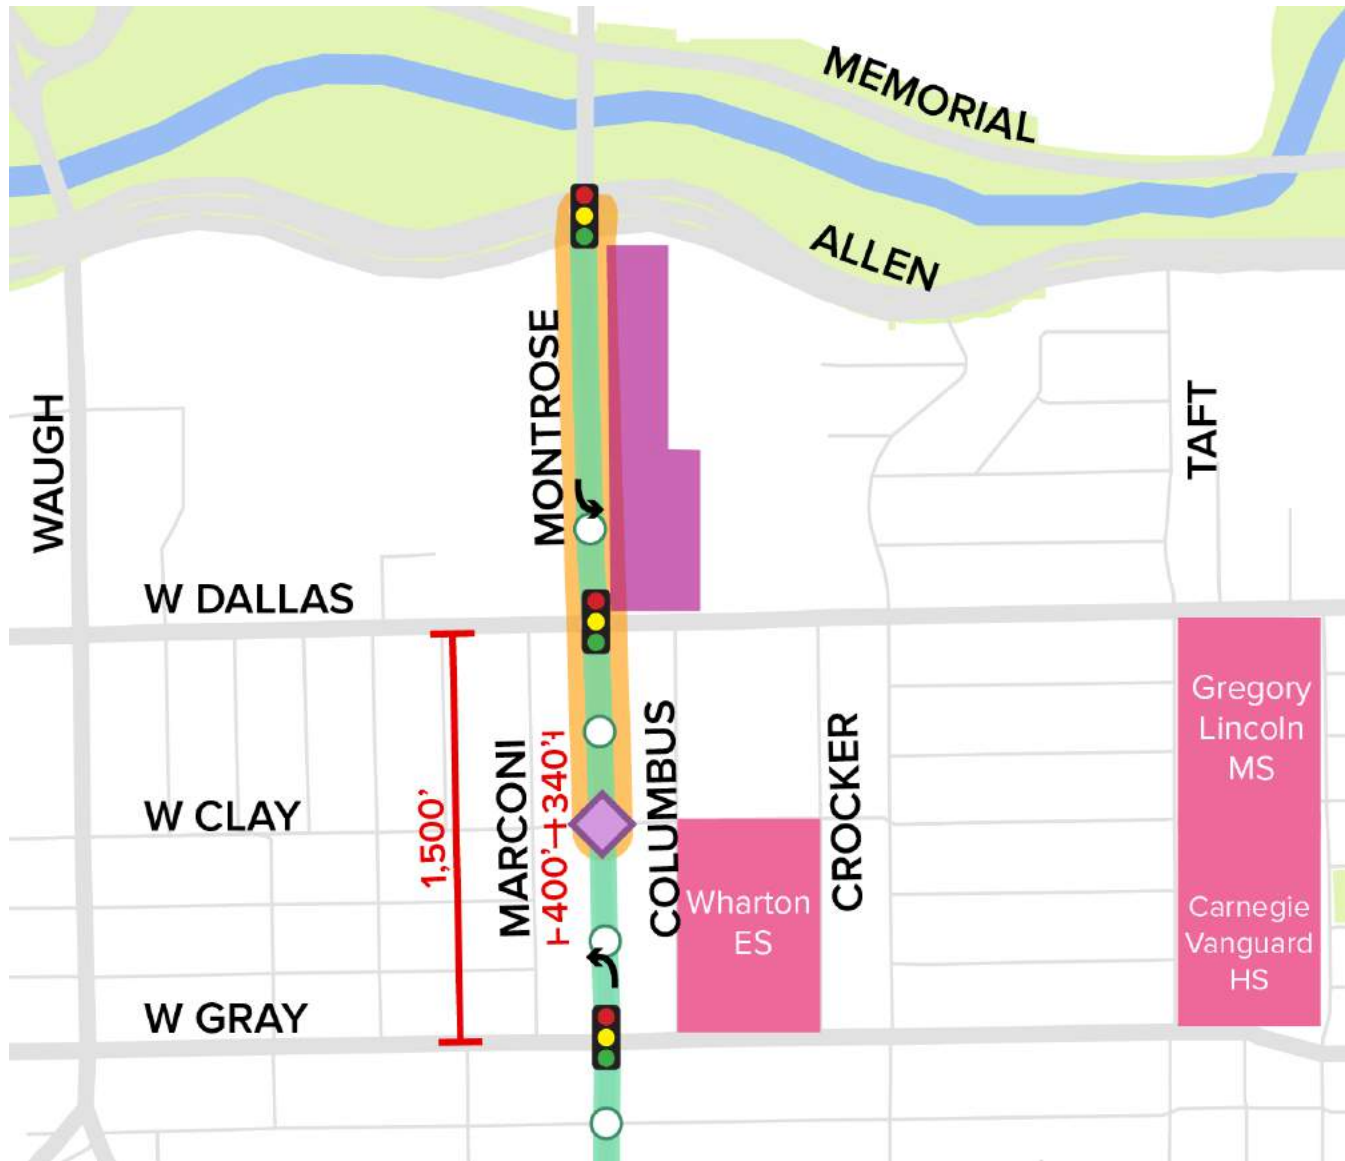 MEMORIAL
ALLEN
MONTROSE
WAUGH
TAFT
W DALLAS
Gregory
Lincoln
MS
COLUMBUS
CROCKER
MARCONI
340'
W CLAY
1,500'
400'
Wharton
ES
Carnegie
Vanguard
HS
W GRAY